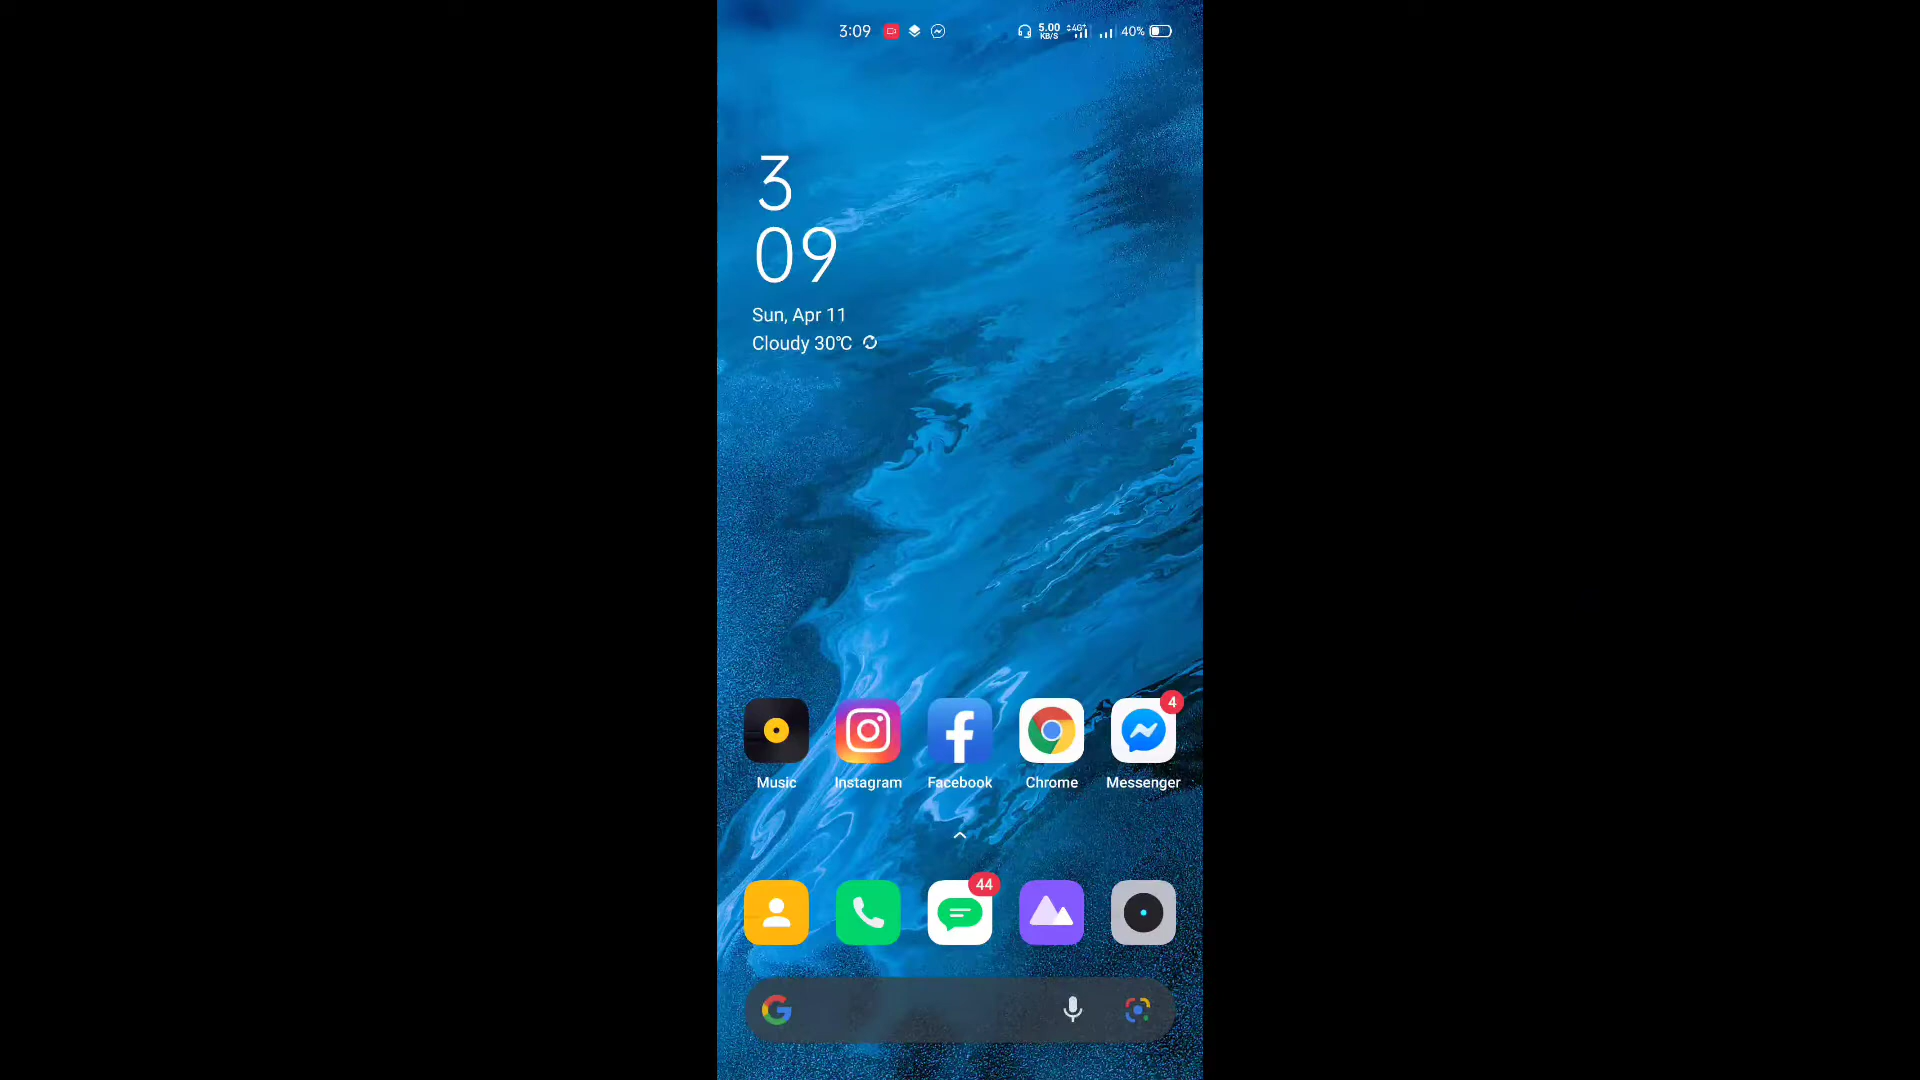 3:09
5.00
KB/S
4G+
40%
3
09
Sun, Apr 11
Cloudy 30℃
4
Music
Instagram
Facebook
Chrome
Messenger
44